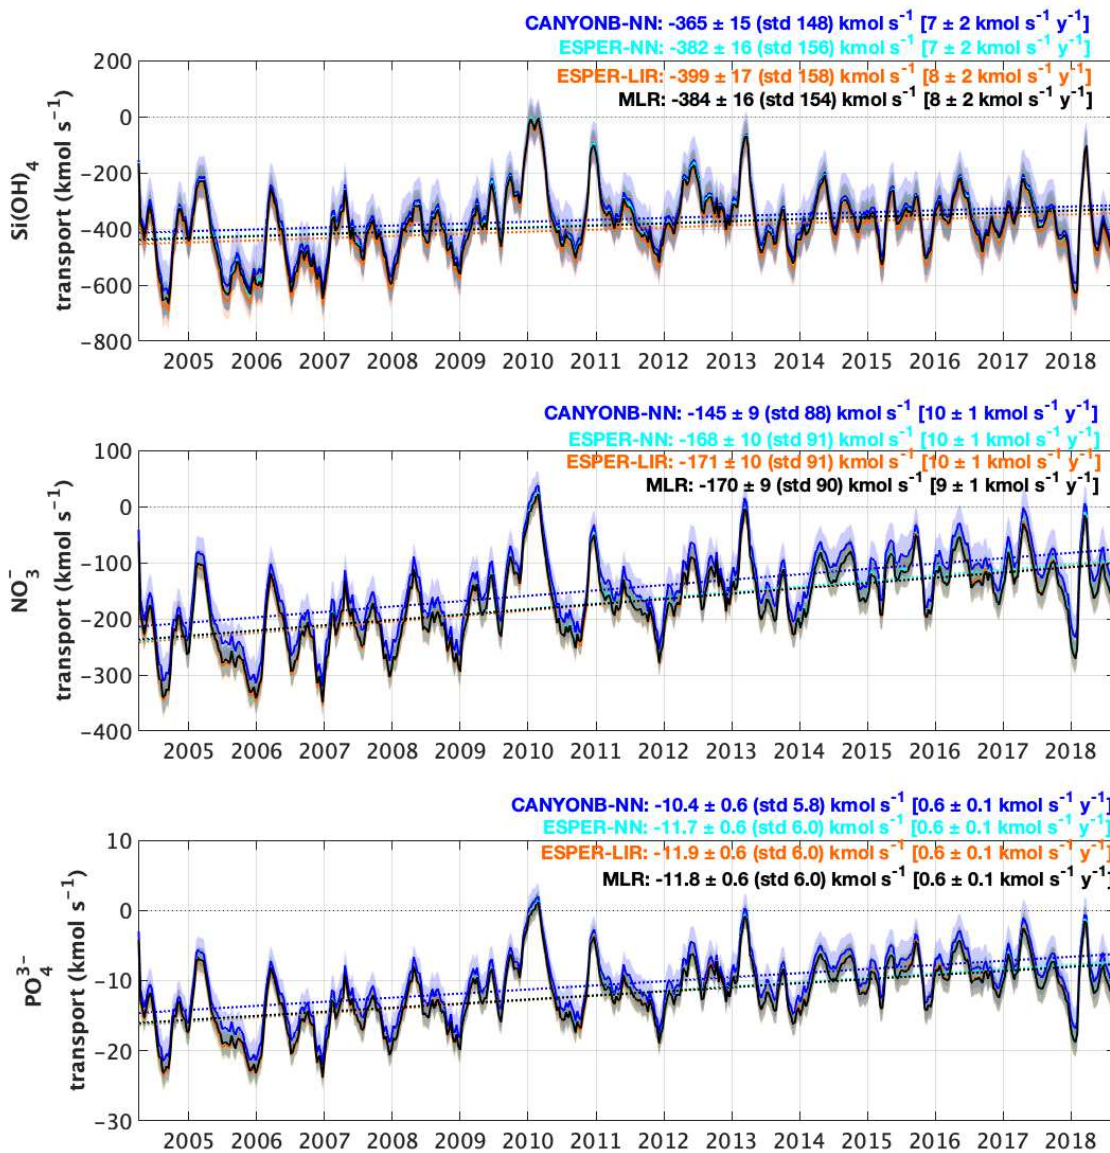 CANYONB-NN: -365 ± 15 (std 148) kmol s⁻¹ [7 ± 2 kmol s⁻¹ y⁻¹]
ESPER-NN: -382 ± 16 (std 156) kmol s⁻¹ [7 ± 2 kmol s⁻¹ y⁻¹]
ESPER-LIR: -399 ± 17 (std 158) kmol s⁻¹ [8 ± 2 kmol s⁻¹ y⁻¹]
MLR: -384 ± 16 (std 154) kmol s⁻¹ [8 ± 2 kmol s⁻¹ y⁻¹]
Si(OH)₄
transport (kmol s⁻¹)
200
0
−200
−400
−600
−800
2005 2006 2007 2008 2009 2010 2011 2012 2013 2014 2015 2016 2017 2018
CANYONB-NN: -145 ± 9 (std 88) kmol s⁻¹ [10 ± 1 kmol s⁻¹ y⁻¹]
ESPER-NN: -168 ± 10 (std 91) kmol s⁻¹ [10 ± 1 kmol s⁻¹ y⁻¹]
ESPER-LIR: -171 ± 10 (std 91) kmol s⁻¹ [10 ± 1 kmol s⁻¹ y⁻¹]
MLR: -170 ± 9 (std 90) kmol s⁻¹ [9 ± 1 kmol s⁻¹ y⁻¹]
NO₃⁻
transport (kmol s⁻¹)
100
0
−100
−200
−300
−400
2005 2006 2007 2008 2009 2010 2011 2012 2013 2014 2015 2016 2017 2018
CANYONB-NN: -10.4 ± 0.6 (std 5.8) kmol s⁻¹ [0.6 ± 0.1 kmol s⁻¹ y⁻¹]
ESPER-NN: -11.7 ± 0.6 (std 6.0) kmol s⁻¹ [0.6 ± 0.1 kmol s⁻¹ y⁻¹]
ESPER-LIR: -11.9 ± 0.6 (std 6.0) kmol s⁻¹ [0.6 ± 0.1 kmol s⁻¹ y⁻¹]
MLR: -11.8 ± 0.6 (std 6.0) kmol s⁻¹ [0.6 ± 0.1 kmol s⁻¹ y⁻¹]
PO₄³⁻
transport (kmol s⁻¹)
10
0
−10
−20
−30
2005 2006 2007 2008 2009 2010 2011 2012 2013 2014 2015 2016 2017 2018